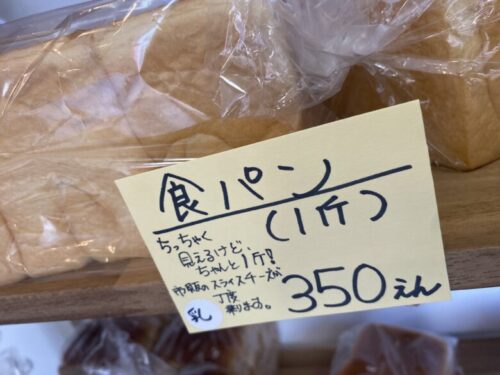 食パン
(1斤)
ちっちゃく
見えるけど、
ちゃんと1斤!!
市販のスライスチーズが
丁度
乗ります。
350えん
乳